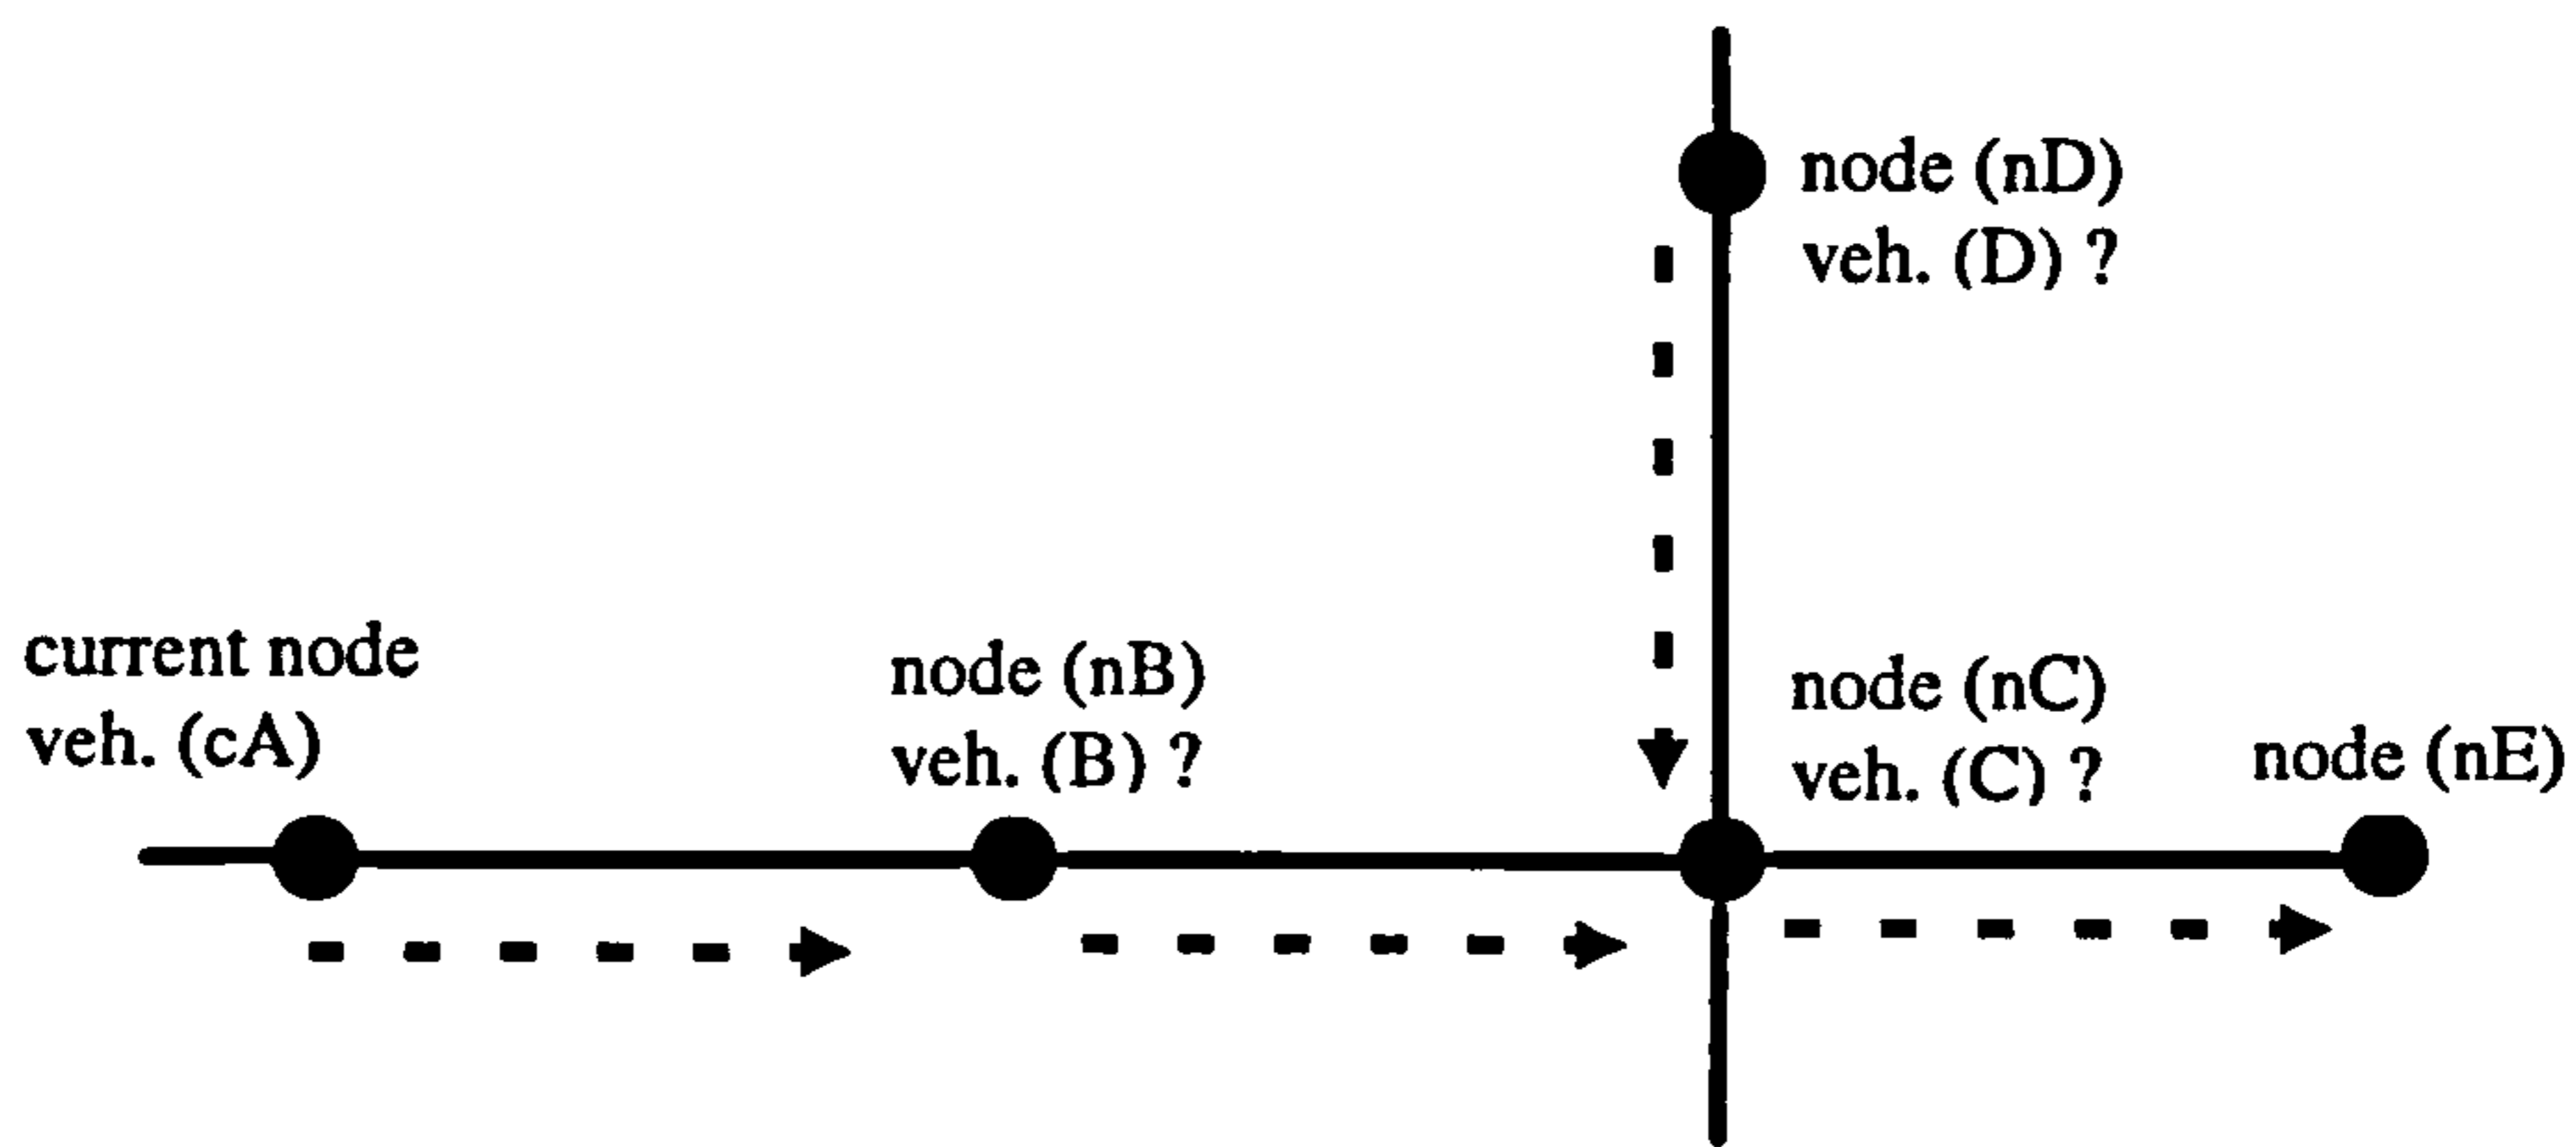 node (nD)
veh. (D) ?
current node
veh. (cA)
node (nB)
veh. (B) ?
node (nC)
veh. (C) ?
node (nE)